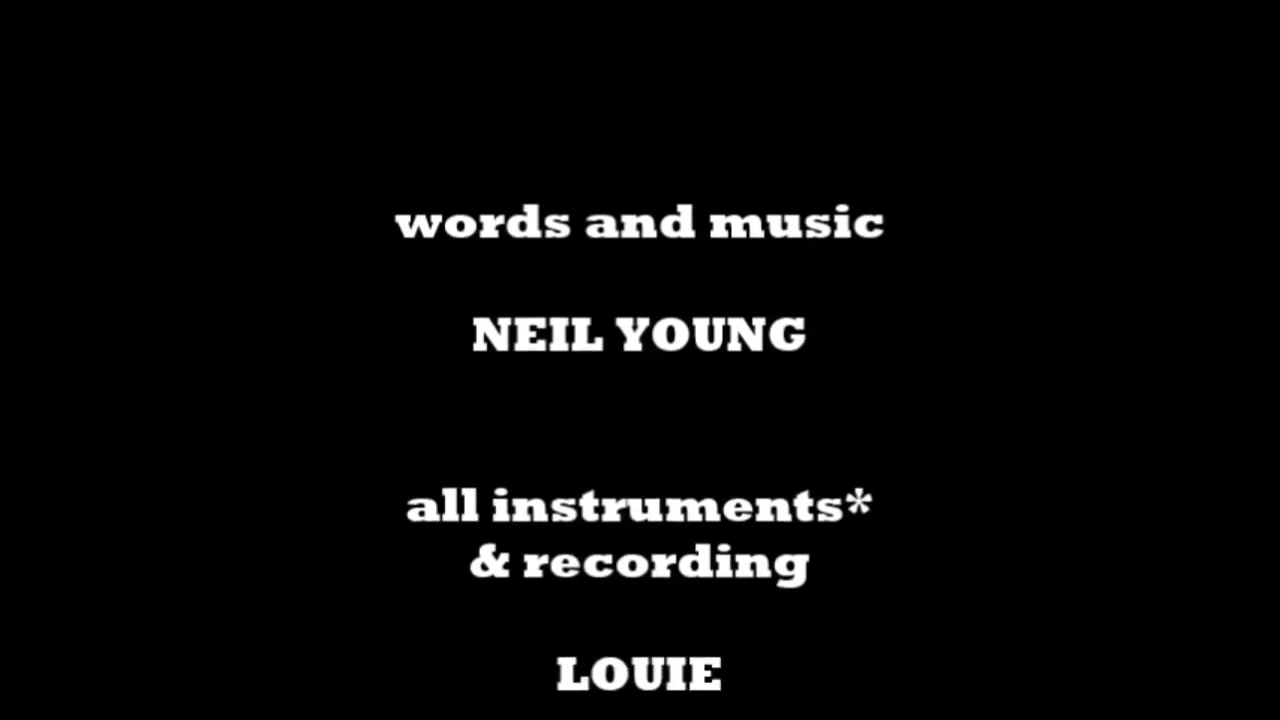 words and music
NEIL YOUNG
all instruments*
& recording
LOUIE